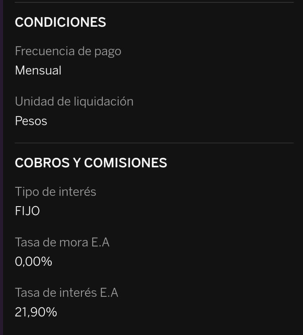 CONDICIONES
Frecuencia de pago
Mensual
Unidad de liquidación
Pesos
COBROS Y COMISIONES
Tipo de interés
FIJO
Tasa de mora E.A
0,00%
Tasa de interés E.A
21,90%